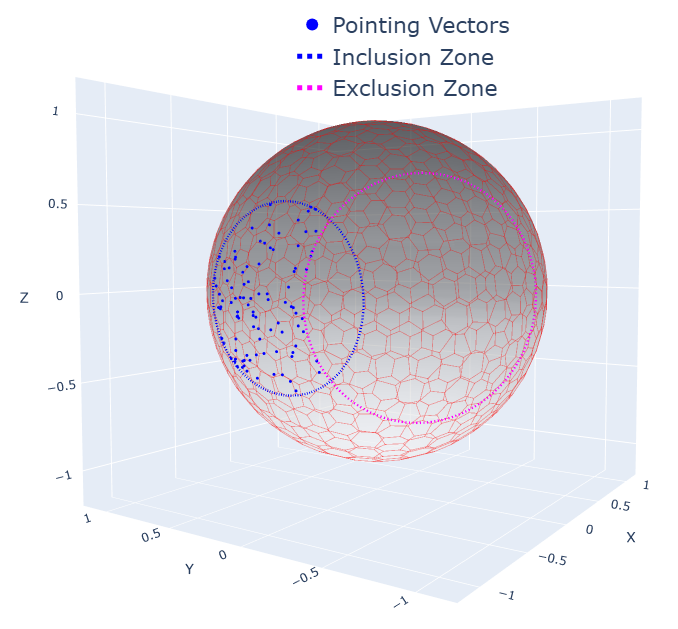 Pointing Vectors
Inclusion Zone
Exclusion Zone
1
0.5
Z
0
−0.5
−1
1
0.5
0
Y
−0.5
−1
1
0.5
0
X
−0.5
−1